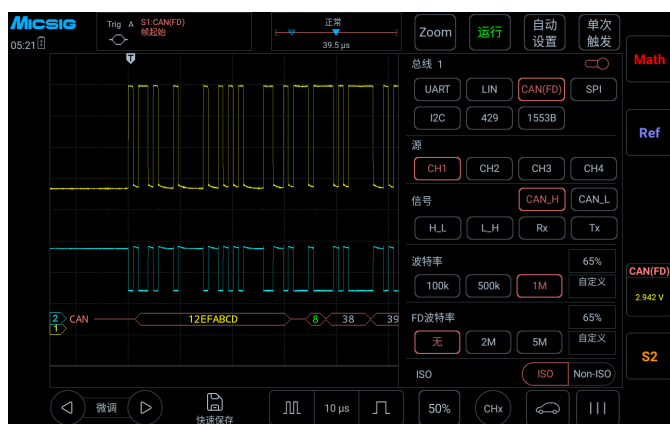 Micsig
05:21
Trig A S1:CAN(FD)
帧起始
正常
39.5 μs
Zoom
运行
自动
设置
单次
触发
Math
Ref
CAN(FD)
2.942 V
S2
T
总线 1
UART LIN CAN(FD) SPI
I2C 429 1553B
源
CH1 CH2 CH3 CH4
信号
CAN_H CAN_L
H_L L_H Rx Tx
波特率 65%
100k 500k 1M 自定义
FD波特率 65%
无 2M 5M 自定义
ISO ISO Non-ISO
2 CAN 12EFABCD 8 38 39
1
微调
快速保存
10 μs
50%
CHx